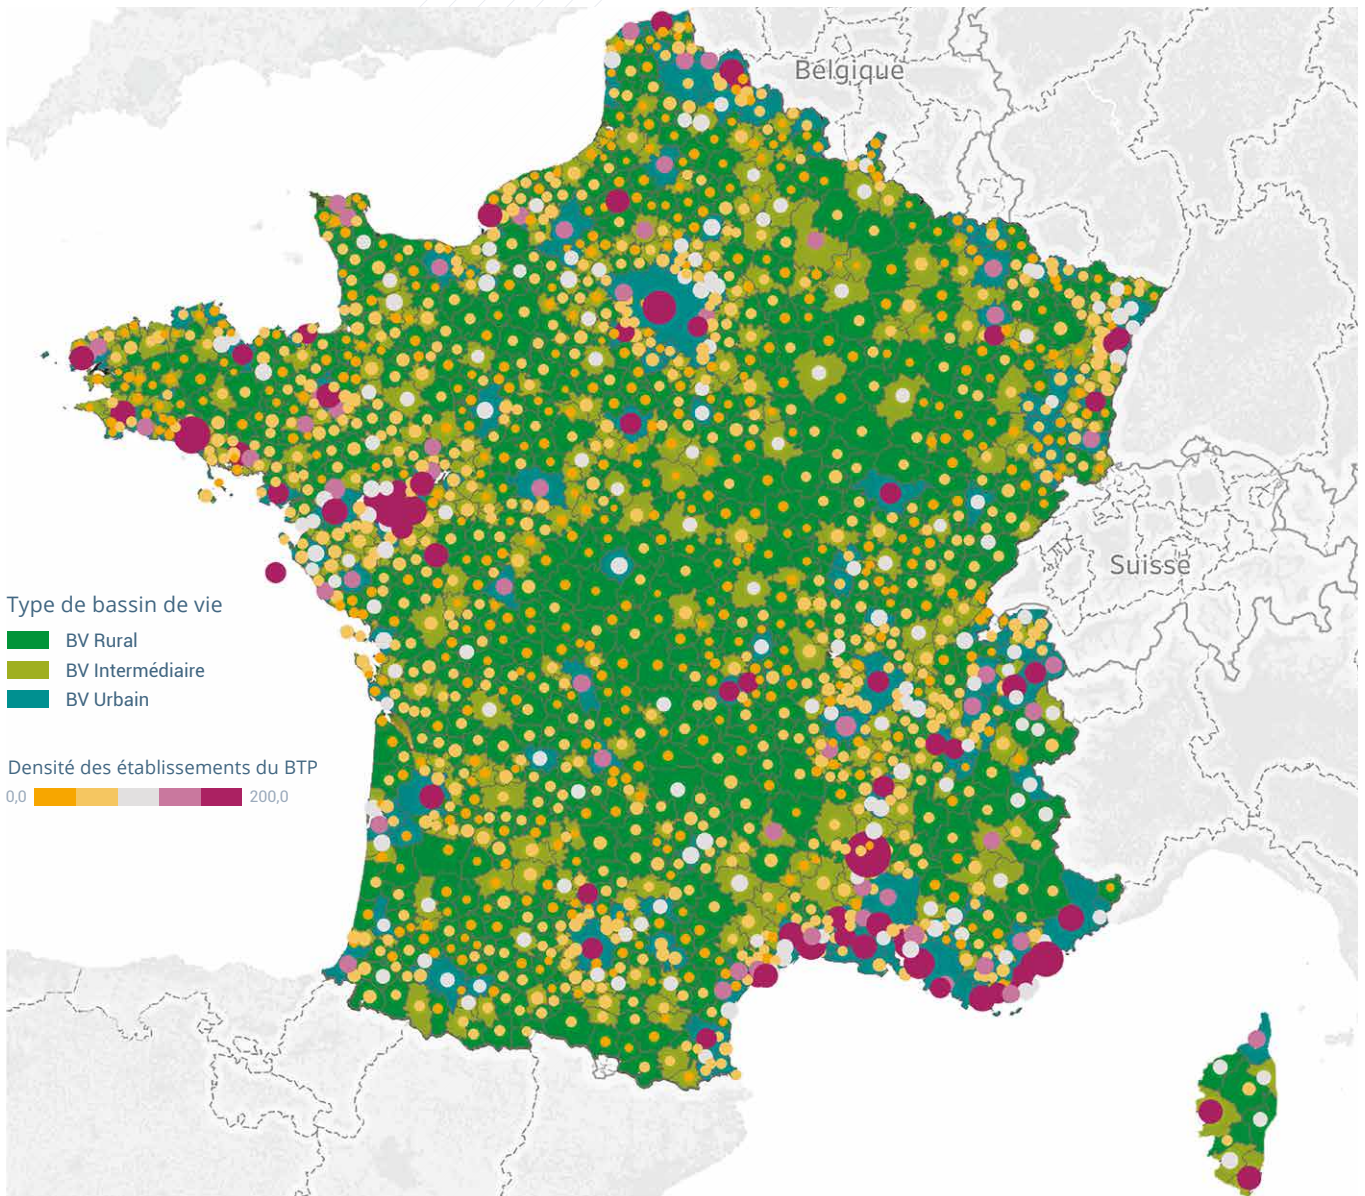 Belgique
Suisse
Type de bassin de vie
BV Rural
BV Intermédiaire
BV Urbain
Densité des établissements du BTP
0,0 200,0